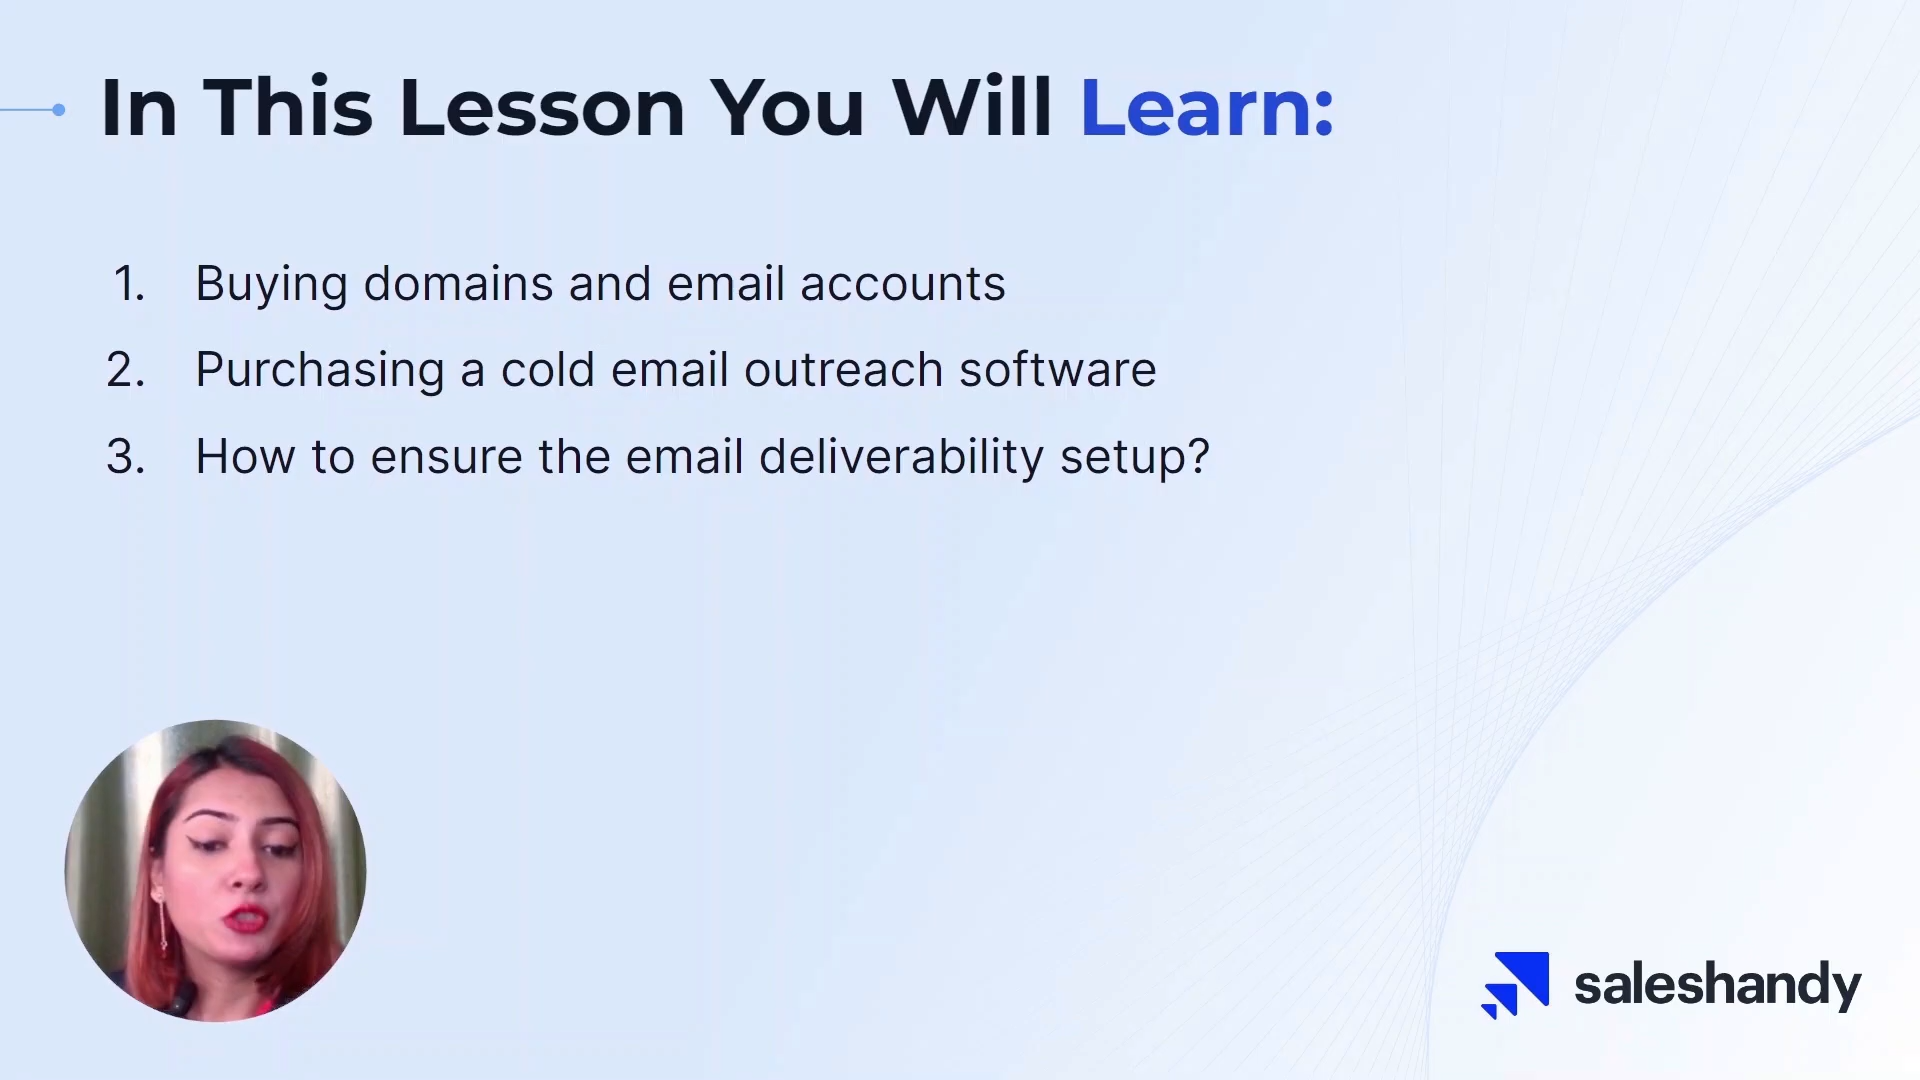 In This Lesson You Will Learn:
1. Buying domains and email accounts
2. Purchasing a cold email outreach software
3. How to ensure the email deliverability setup?
saleshandy